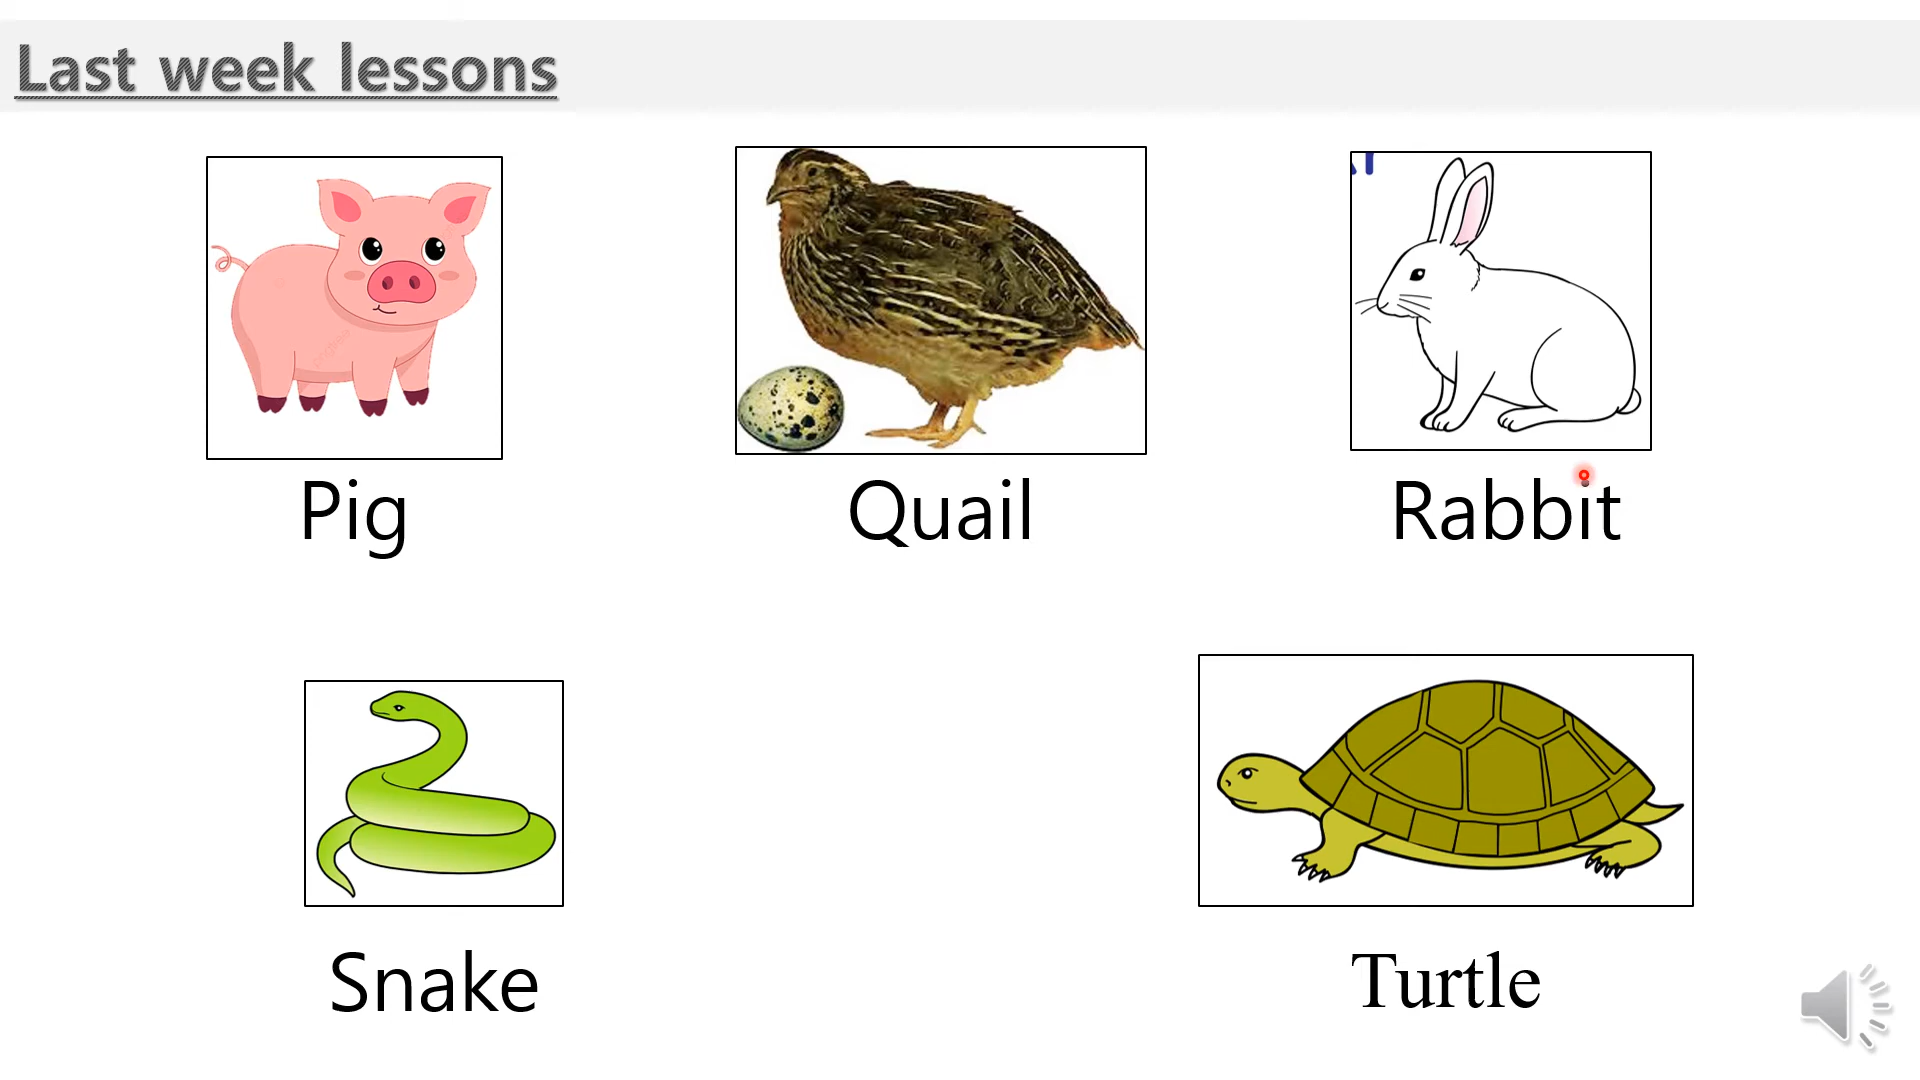 Last week lessons
Pig
Quail
Rabbit
Snake
Turtle